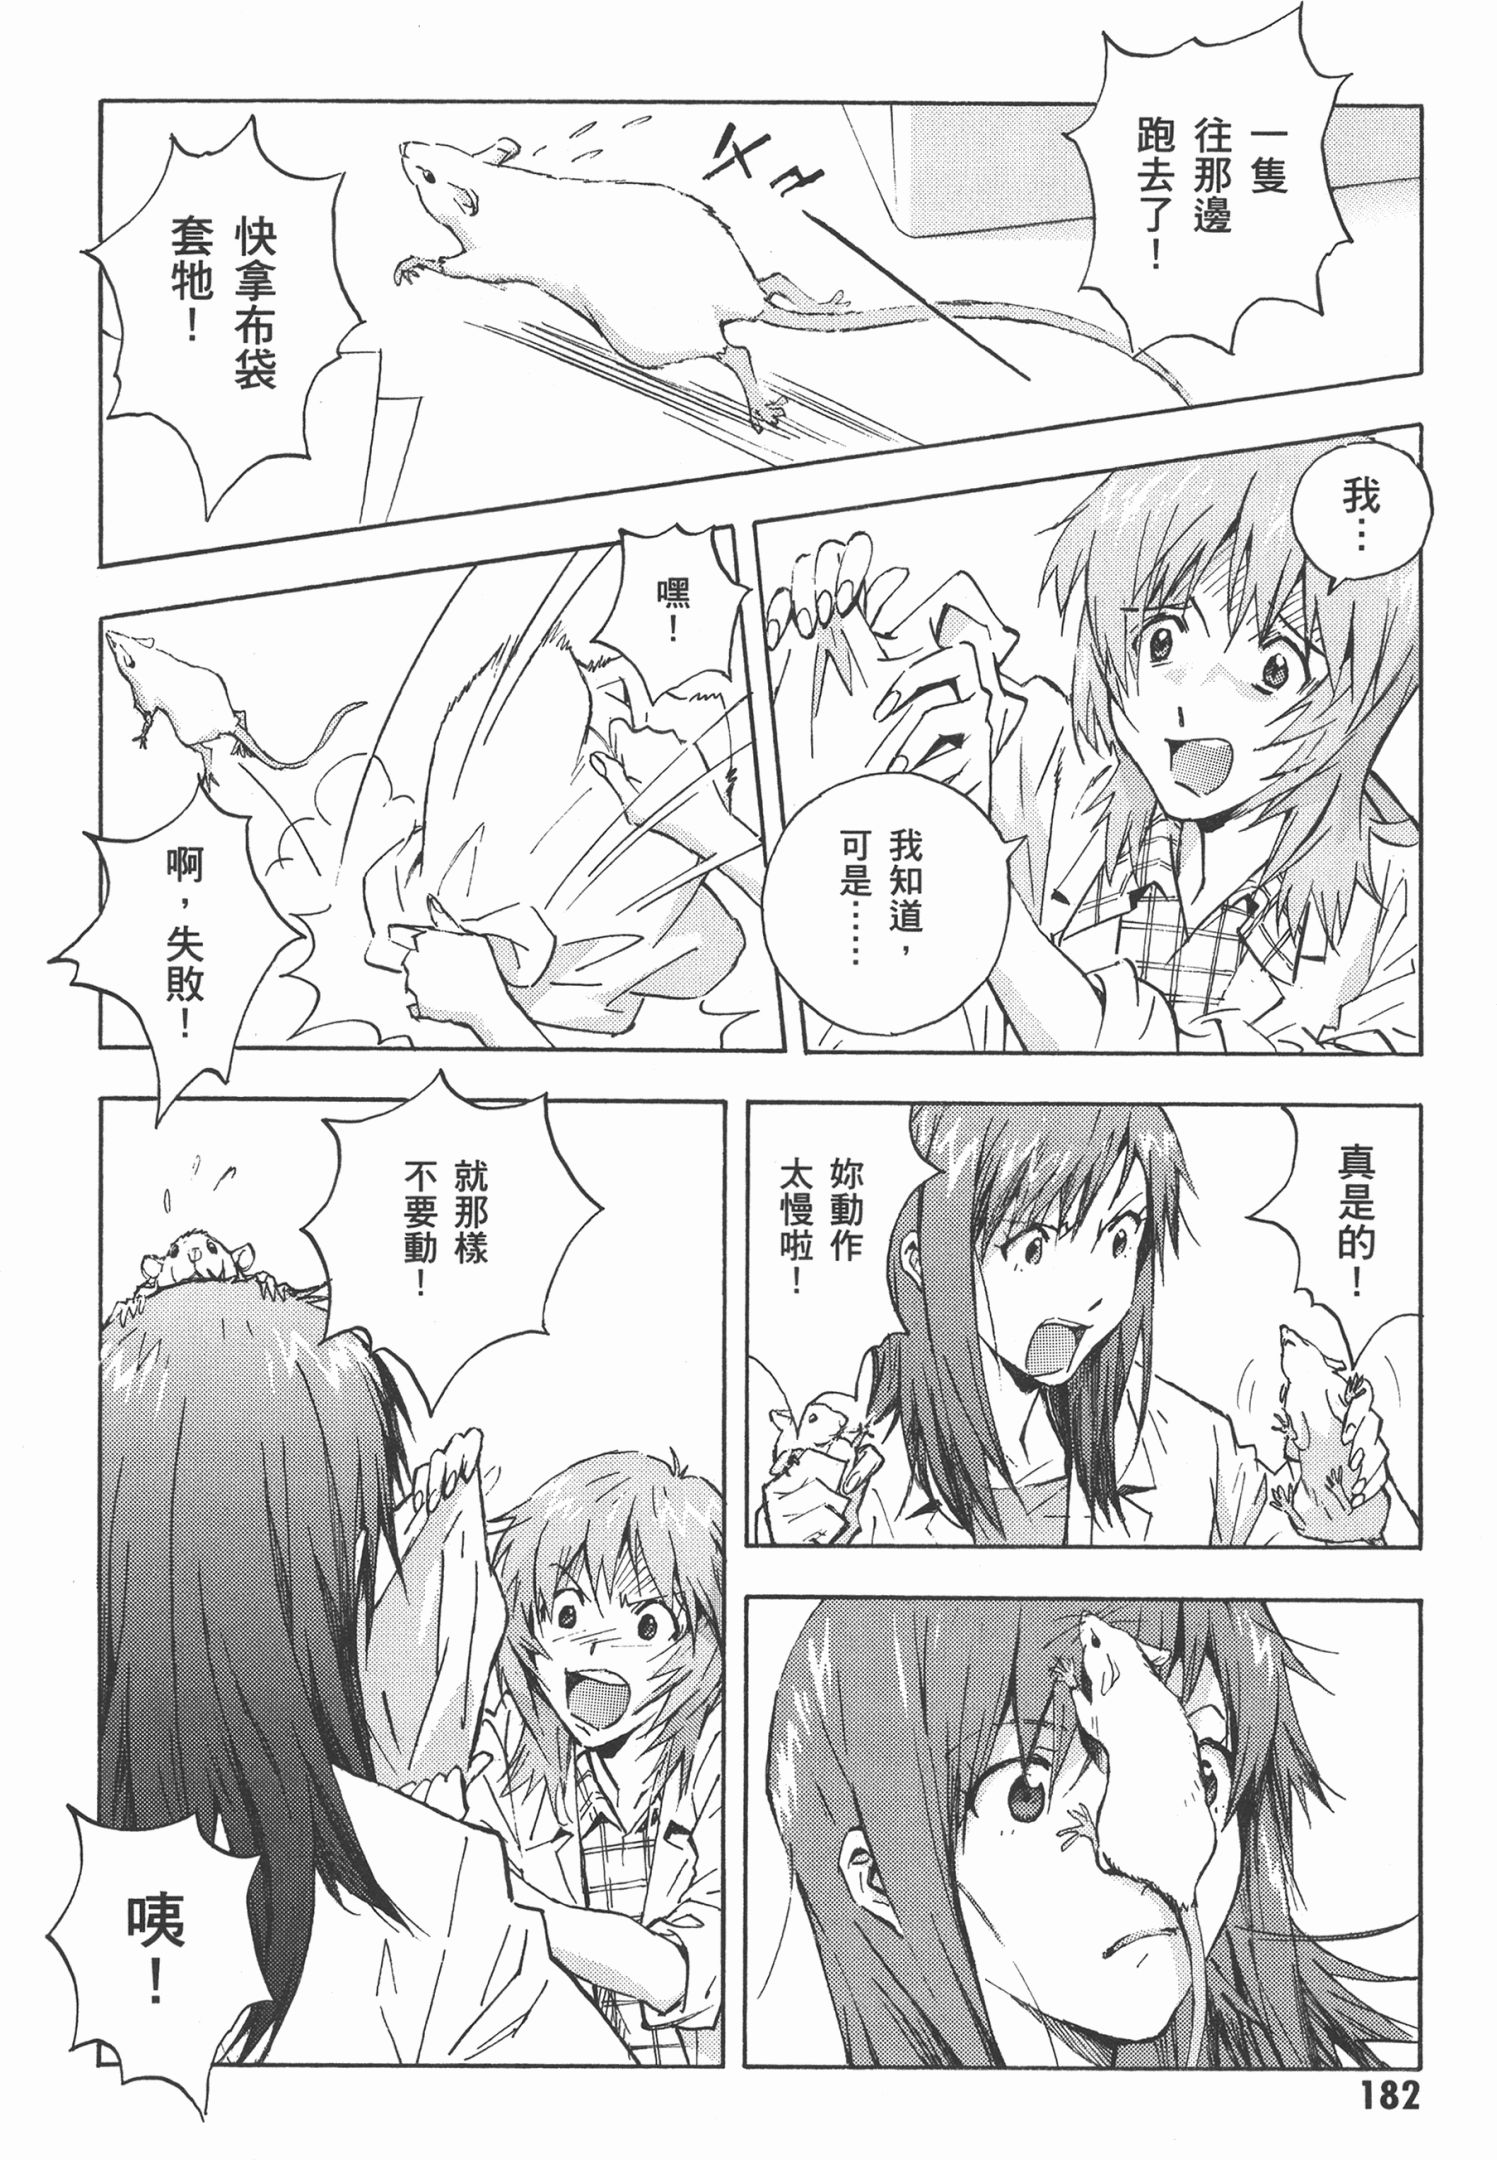 一隻
往那邊
跑去了！
快拿布袋
套牠！
我…
我知道，
可是……
嘿！
啊，失敗！
真是的！
妳動作
太慢啦！
就那樣
不要動！
咦！
182